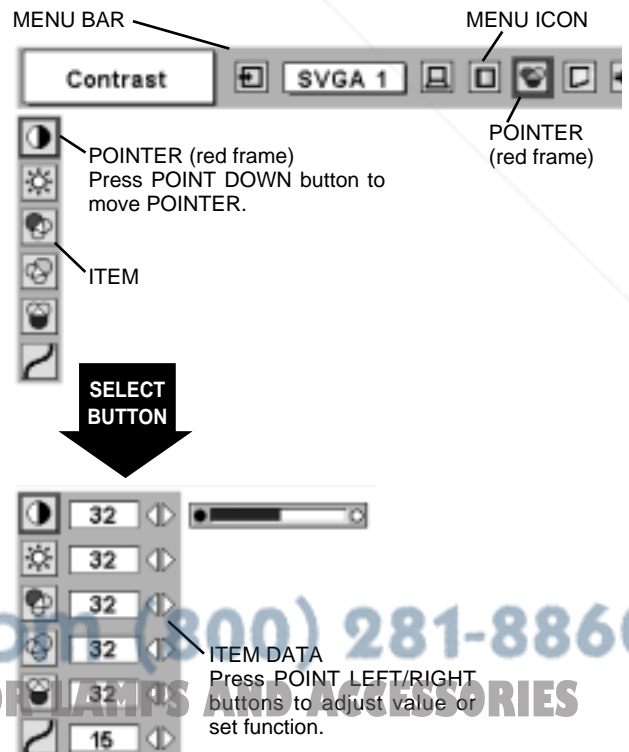 MENU BAR
MENU ICON
Contrast
SVGA 1
POINTER
(red frame)
POINTER (red frame)
Press POINT DOWN button to
move POINTER.
ITEM
SELECT
BUTTON
32
32
32
32
32
15
ITEM DATA
Press POINT LEFT/RIGHT
buttons to adjust value or
set function.
(800) 281-8860
LAMPS AND ACCESSORIES